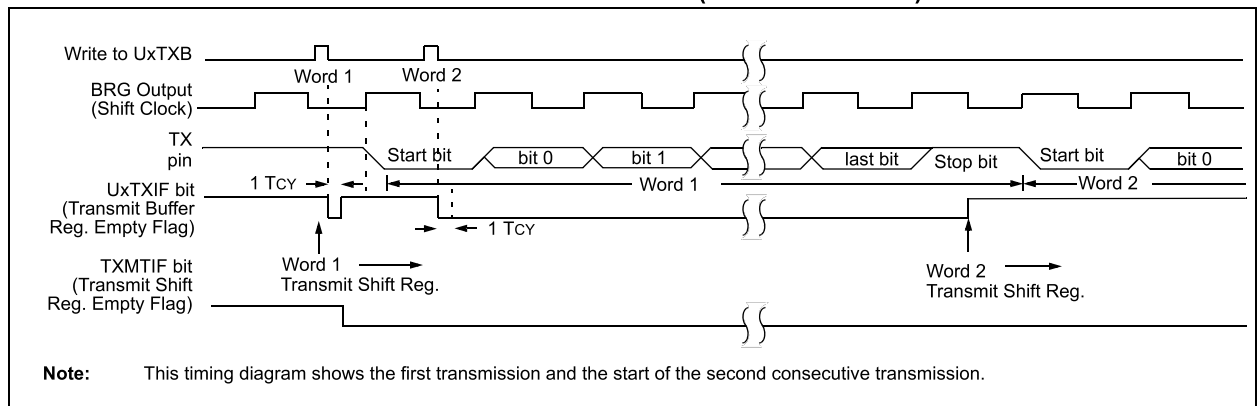 Write to UxTXB
Word 1
Word 2
BRG Output
(Shift Clock)
TX
pin
Start bit
bit 0
bit 1
last bit
Stop bit
Start bit
bit 0
1 TCY
Word 1
Word 2
UxTXIF bit
(Transmit Buffer
Reg. Empty Flag)
1 TCY
Word 1
Transmit Shift Reg.
Word 2
Transmit Shift Reg.
TXMTIF bit
(Transmit Shift
Reg. Empty Flag)
Note: This timing diagram shows the first transmission and the start of the second consecutive transmission.